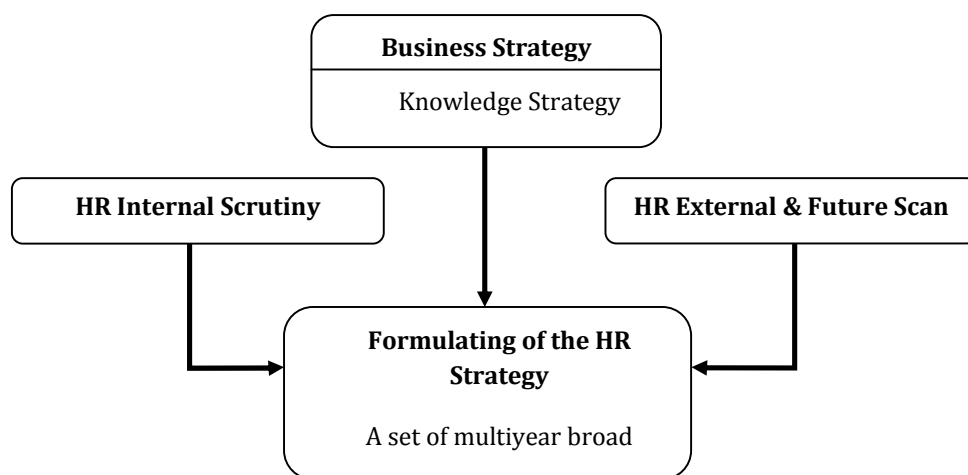 Business Strategy
Knowledge Strategy
HR Internal Scrutiny
HR External & Future Scan
Formulating of the HR
Strategy
A set of multiyear broad